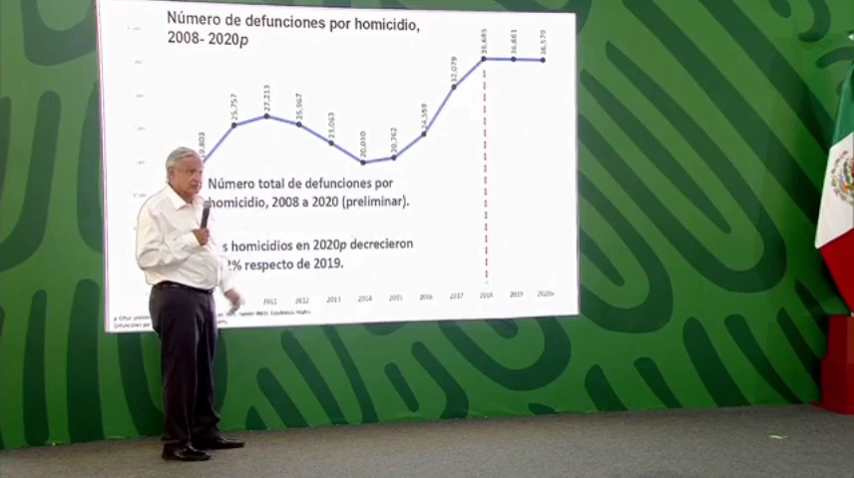 Número de defunciones por homicidio,
2008- 2020p
25,757
27,213
25,967
23,063
20,010
20,762
24,559
32,079
36,685
36,661
36,579
Número total de defunciones por
homicidio, 2008 a 2020 (preliminar).
homicidios en 2020p decrecieron
% respecto de 2019.
2011 2012 2013 2014 2015 2016 2017 2018 2019 2020p